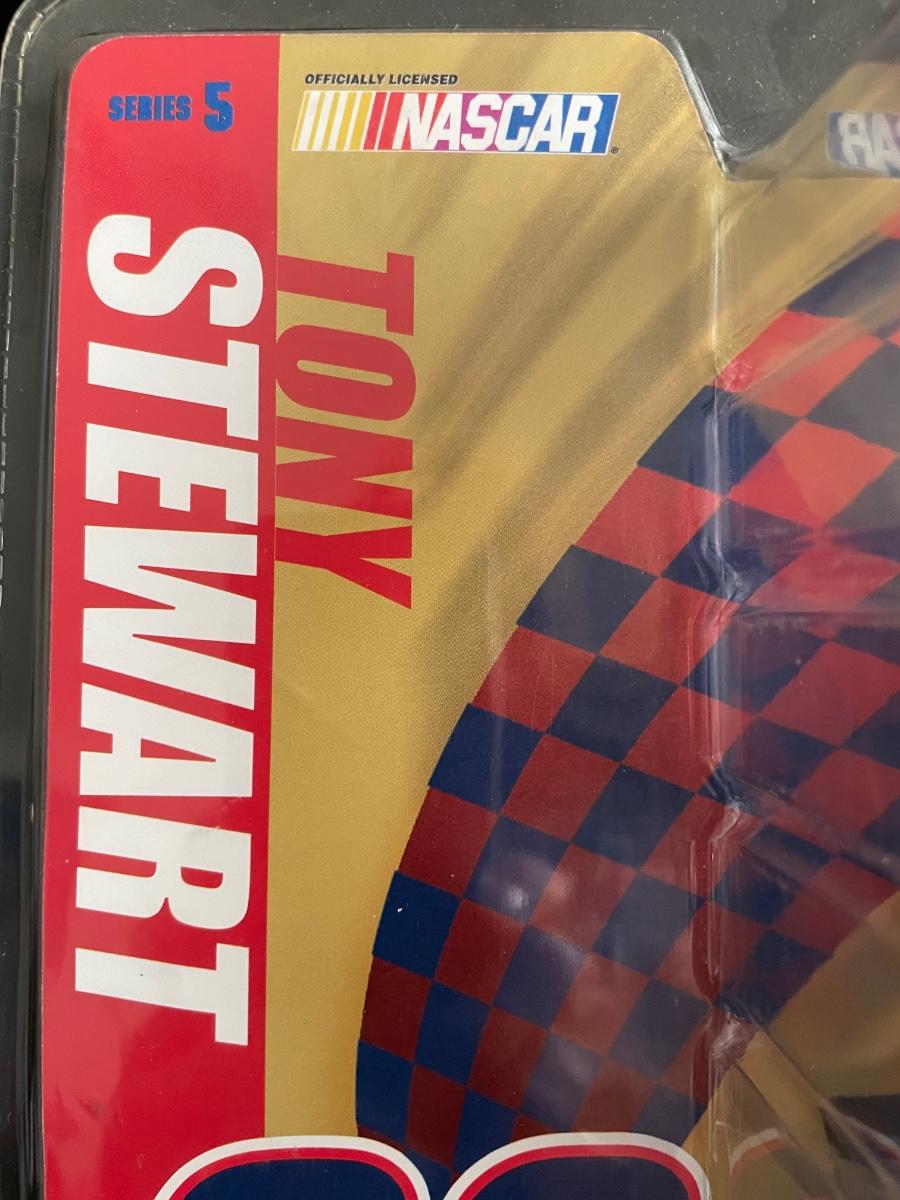 SERIES 5
OFFICIALLY LICENSED
NASCAR
TONY
STEWART